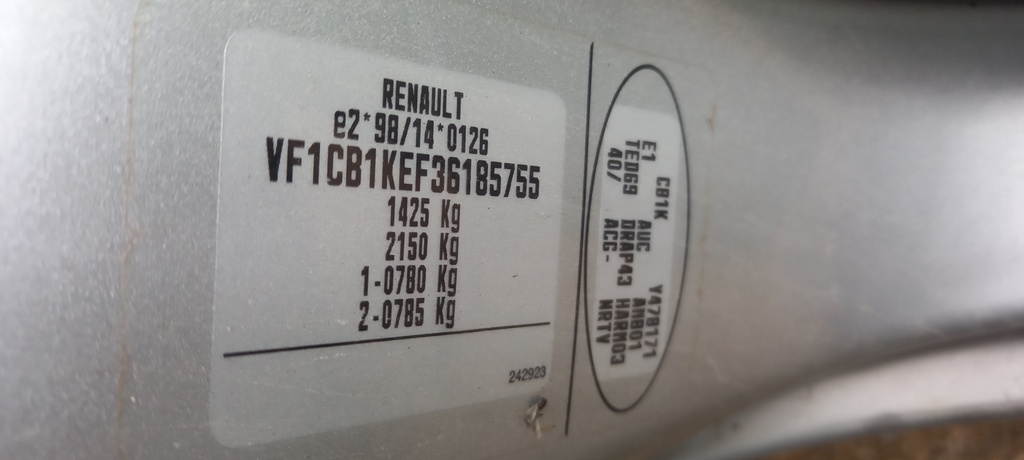 RENAULT
e2*98/14*0126
VF1CB1KEF36185755
1425 Kg
2150 Kg
1-0780 Kg
2-0785 Kg
242923
E1 CB1K Y478171
TED69 AUC AMB01
40/ DRAP43 HARM03
ACC- NRTV